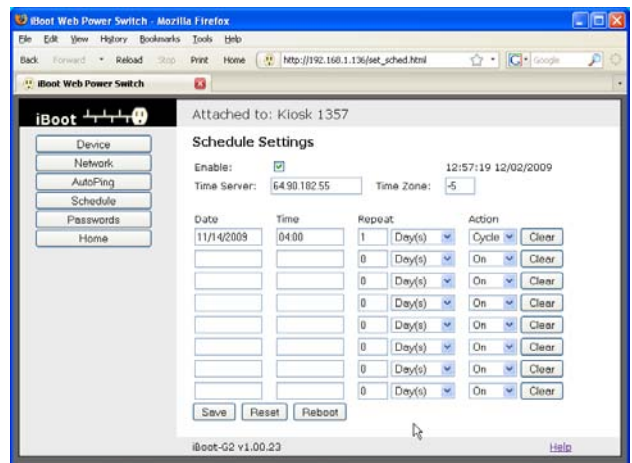 iBoot Web Power Switch - Mozilla Firefox
File Edit View History Bookmarks Tools Help
Back Forward Reload Stop Print Home http://192.168.1.136/set_sched.html Google
iBoot Web Power Switch
iBoot Attached to: Kiosk 1357
Device
Network
AutoPing
Schedule
Passwords
Home
Schedule Settings
Enable: 12:57:19 12/02/2009
Time Server: 64.90.182.55 Time Zone: -5
Date Time Repeat Action
11/14/2009 04:00 1 Day(s) Cycle Clear
0 Day(s) On Clear
0 Day(s) On Clear
0 Day(s) On Clear
0 Day(s) On Clear
0 Day(s) On Clear
0 Day(s) On Clear
0 Day(s) On Clear
Save Reset Reboot
iBoot-G2 v1.00.23 Help